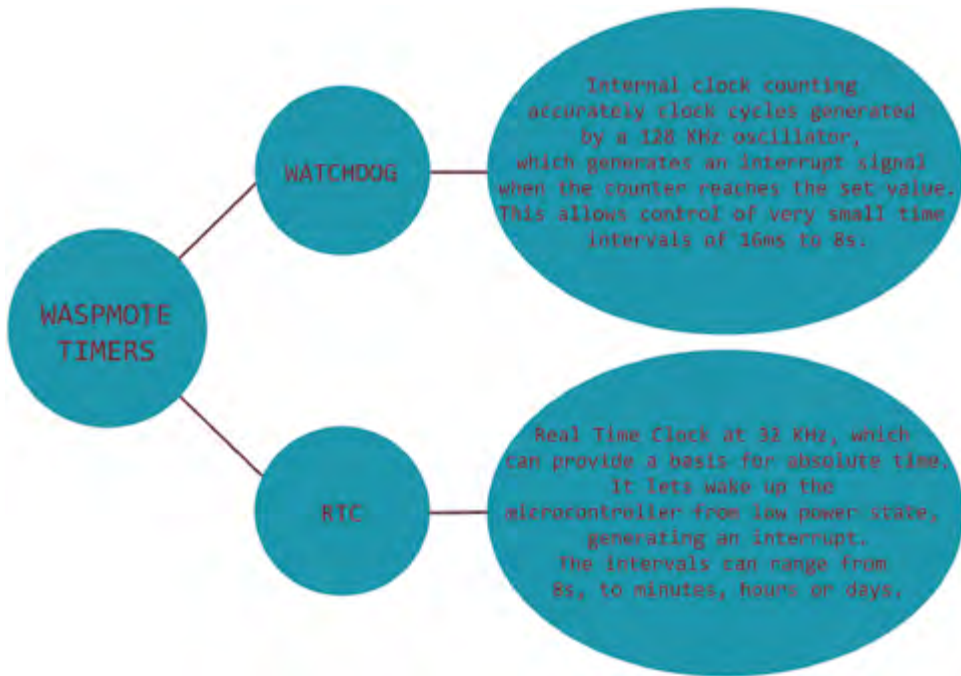 WASPMOTE
TIMERS
WATCHDOG
Internal clock counting
accurately clock cycles generated
by a 128 KHz oscillator,
which generates an interrupt signal
when the counter reaches the set value.
This allows control of very small time
intervals of 16ms to 8s.
RTC
Real Time Clock at 32 KHz, which
can provide a basis for absolute time.
It lets wake up the
microcontroller from low power state,
generating an interrupt.
The intervals can range from
8s, to minutes, hours or days.